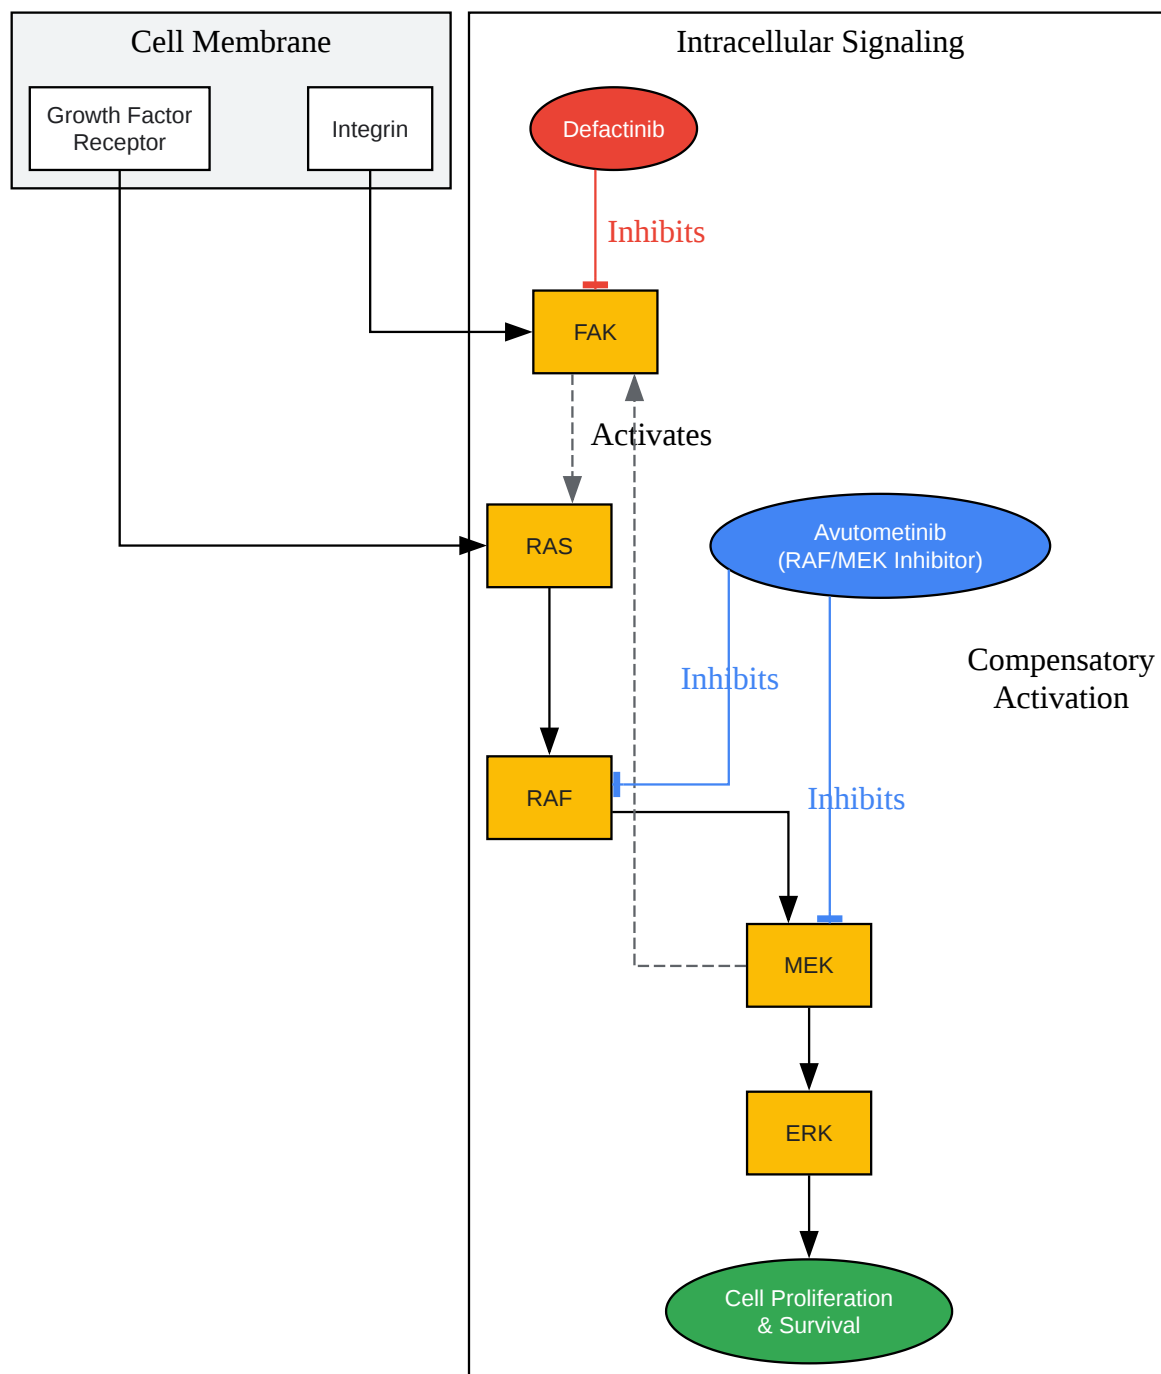 Cell Membrane
Intracellular Signaling
Growth Factor
Receptor
Integrin
Defactinib
Inhibits
FAK
Activates
RAS
Avutometinib
(RAF/MEK Inhibitor)
Compensatory
Activation
Inhibits
RAF
Inhibits
MEK
ERK
Cell Proliferation
& Survival